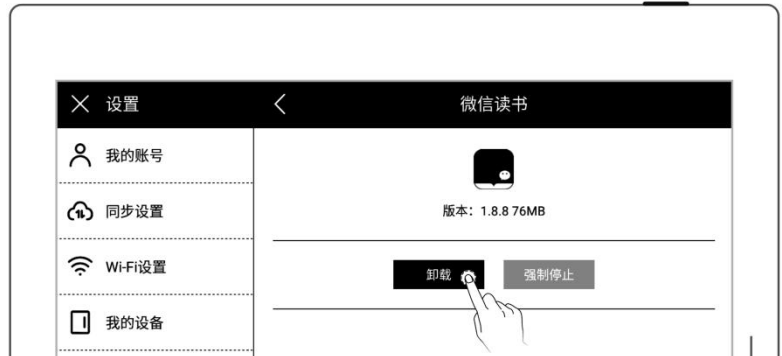 设置
微信读书
我的账号
同步设置
版本：1.8.8 76MB
Wi-Fi设置
卸载
强制停止
我的设备